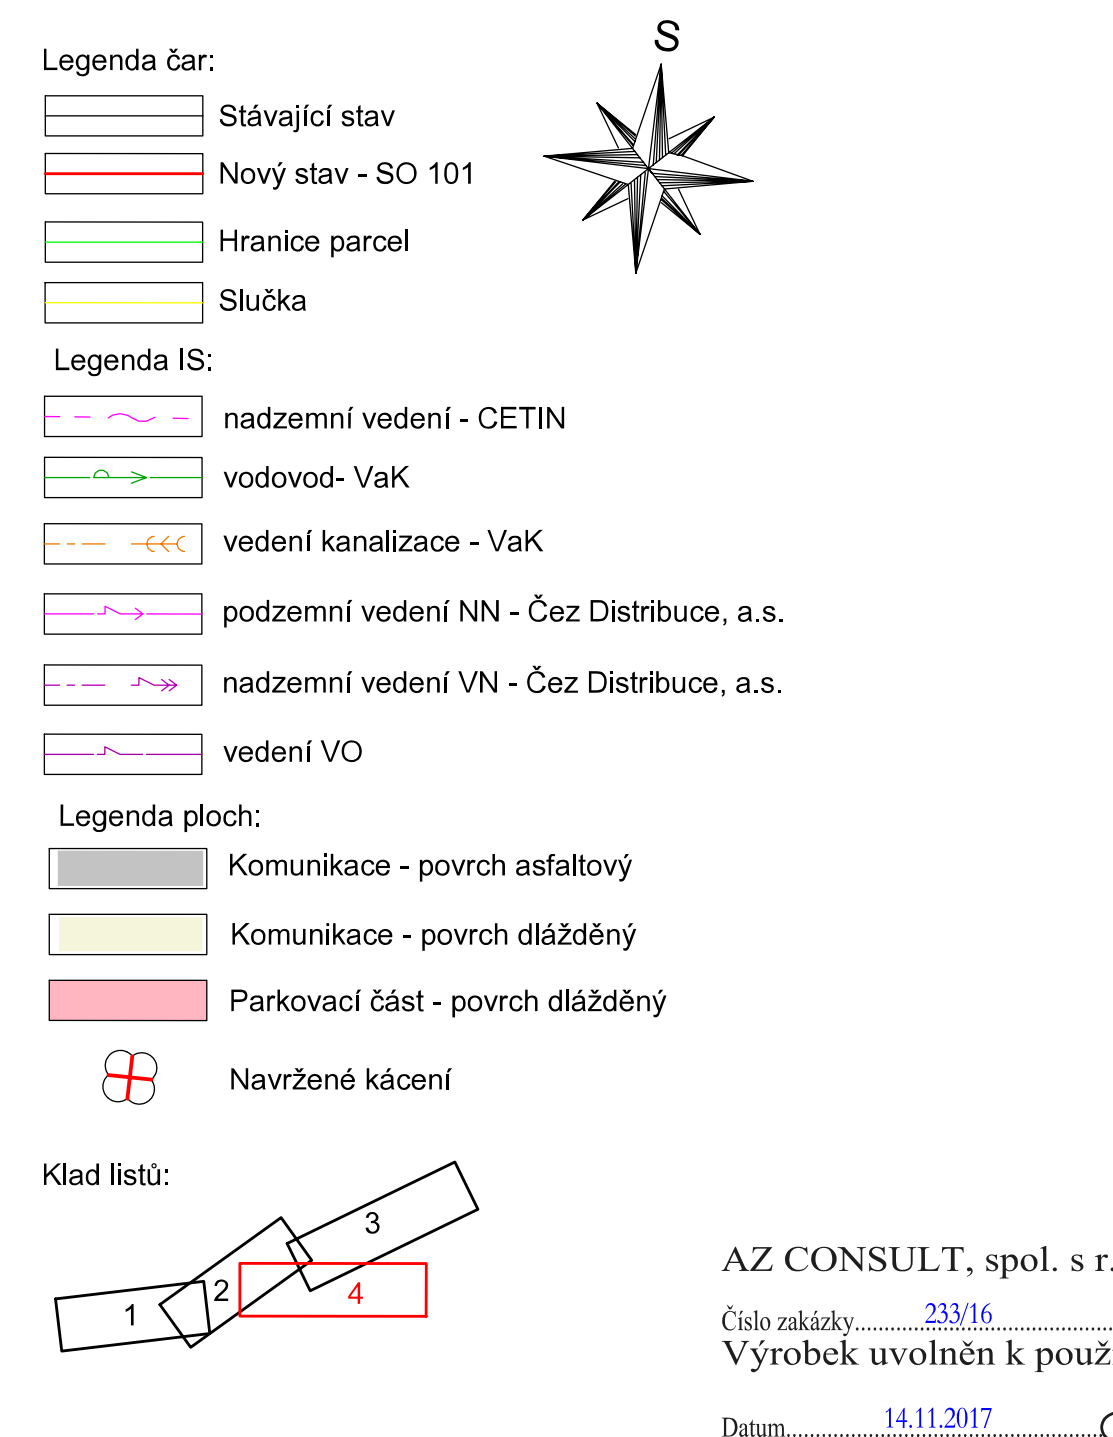 S
Legenda čar:
Stávající stav
Nový stav - SO 101
Hranice parcel
Slučka
Legenda IS:
nadzemní vedení - CETIN
vodovod- VaK
vedení kanalizace - VaK
podzemní vedení NN - Čez Distribuce, a.s.
nadzemní vedení VN - Čez Distribuce, a.s.
vedení VO
Legenda ploch:
Komunikace - povrch asfaltový
Komunikace - povrch dlážděný
Parkovací část - povrch dlážděný
Navržené kácení
Klad listů:
1
2
3
4
AZ CONSULT, spol. s r.
Číslo zakázky 233/16
Výrobek uvolněn k
Datum 14.11.2017